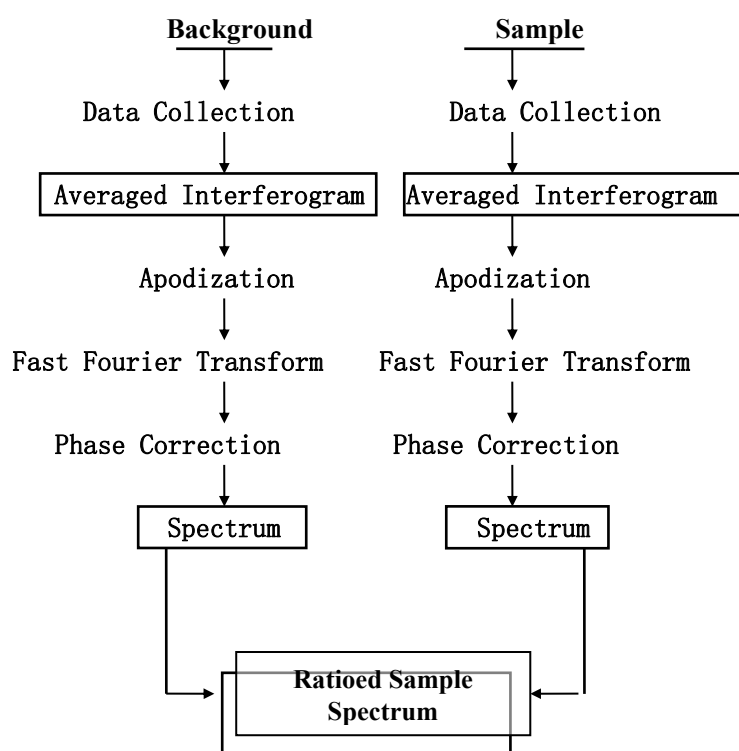 Background Sample
Data Collection Data Collection
Averaged Interferogram Averaged Interferogram
Apodization Apodization
Fast Fourier Transform Fast Fourier Transform
Phase Correction Phase Correction
Spectrum Spectrum
Ratioed Sample
Spectrum